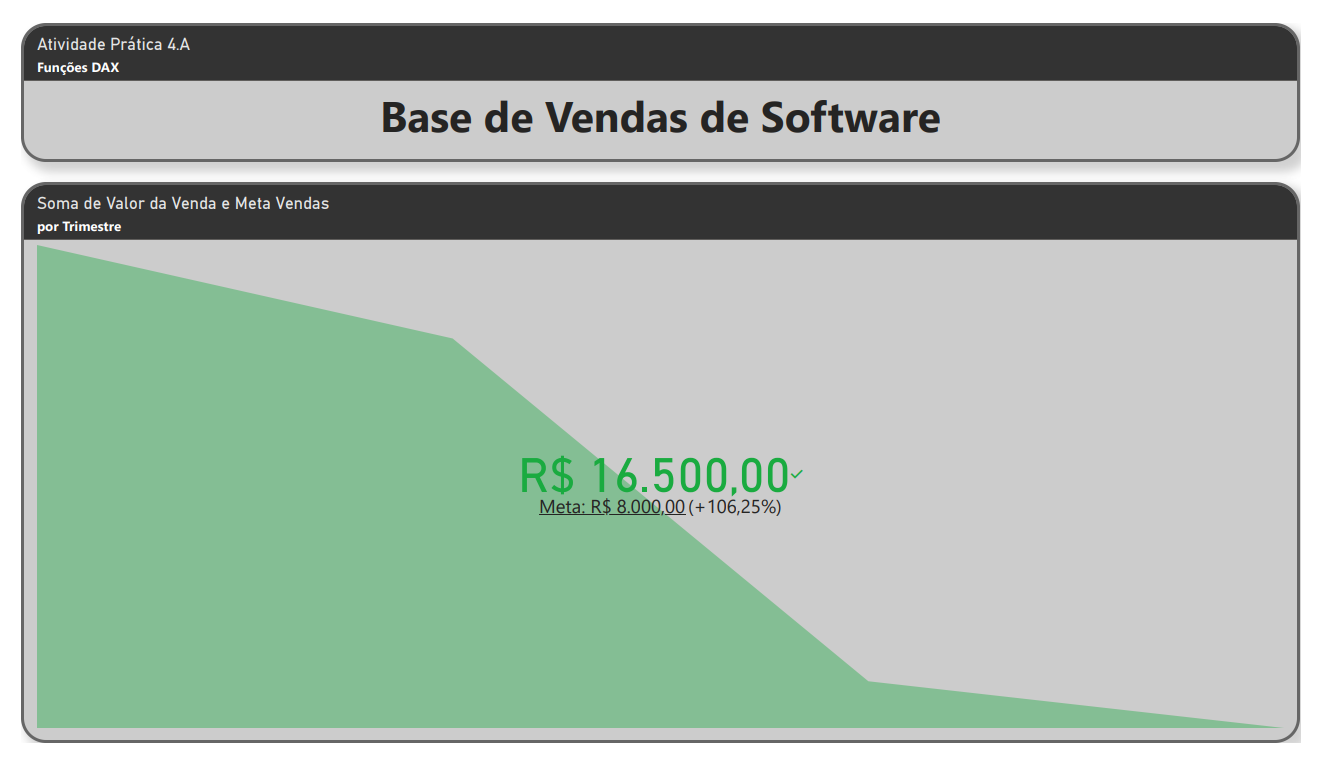 Atividade Prática 4.A
Funções DAX
Base de Vendas de Software
Soma de Valor da Venda e Meta Vendas
por Trimestre
R$ 16.500,00✓
Meta: R$ 8.000,00 (+106,25%)